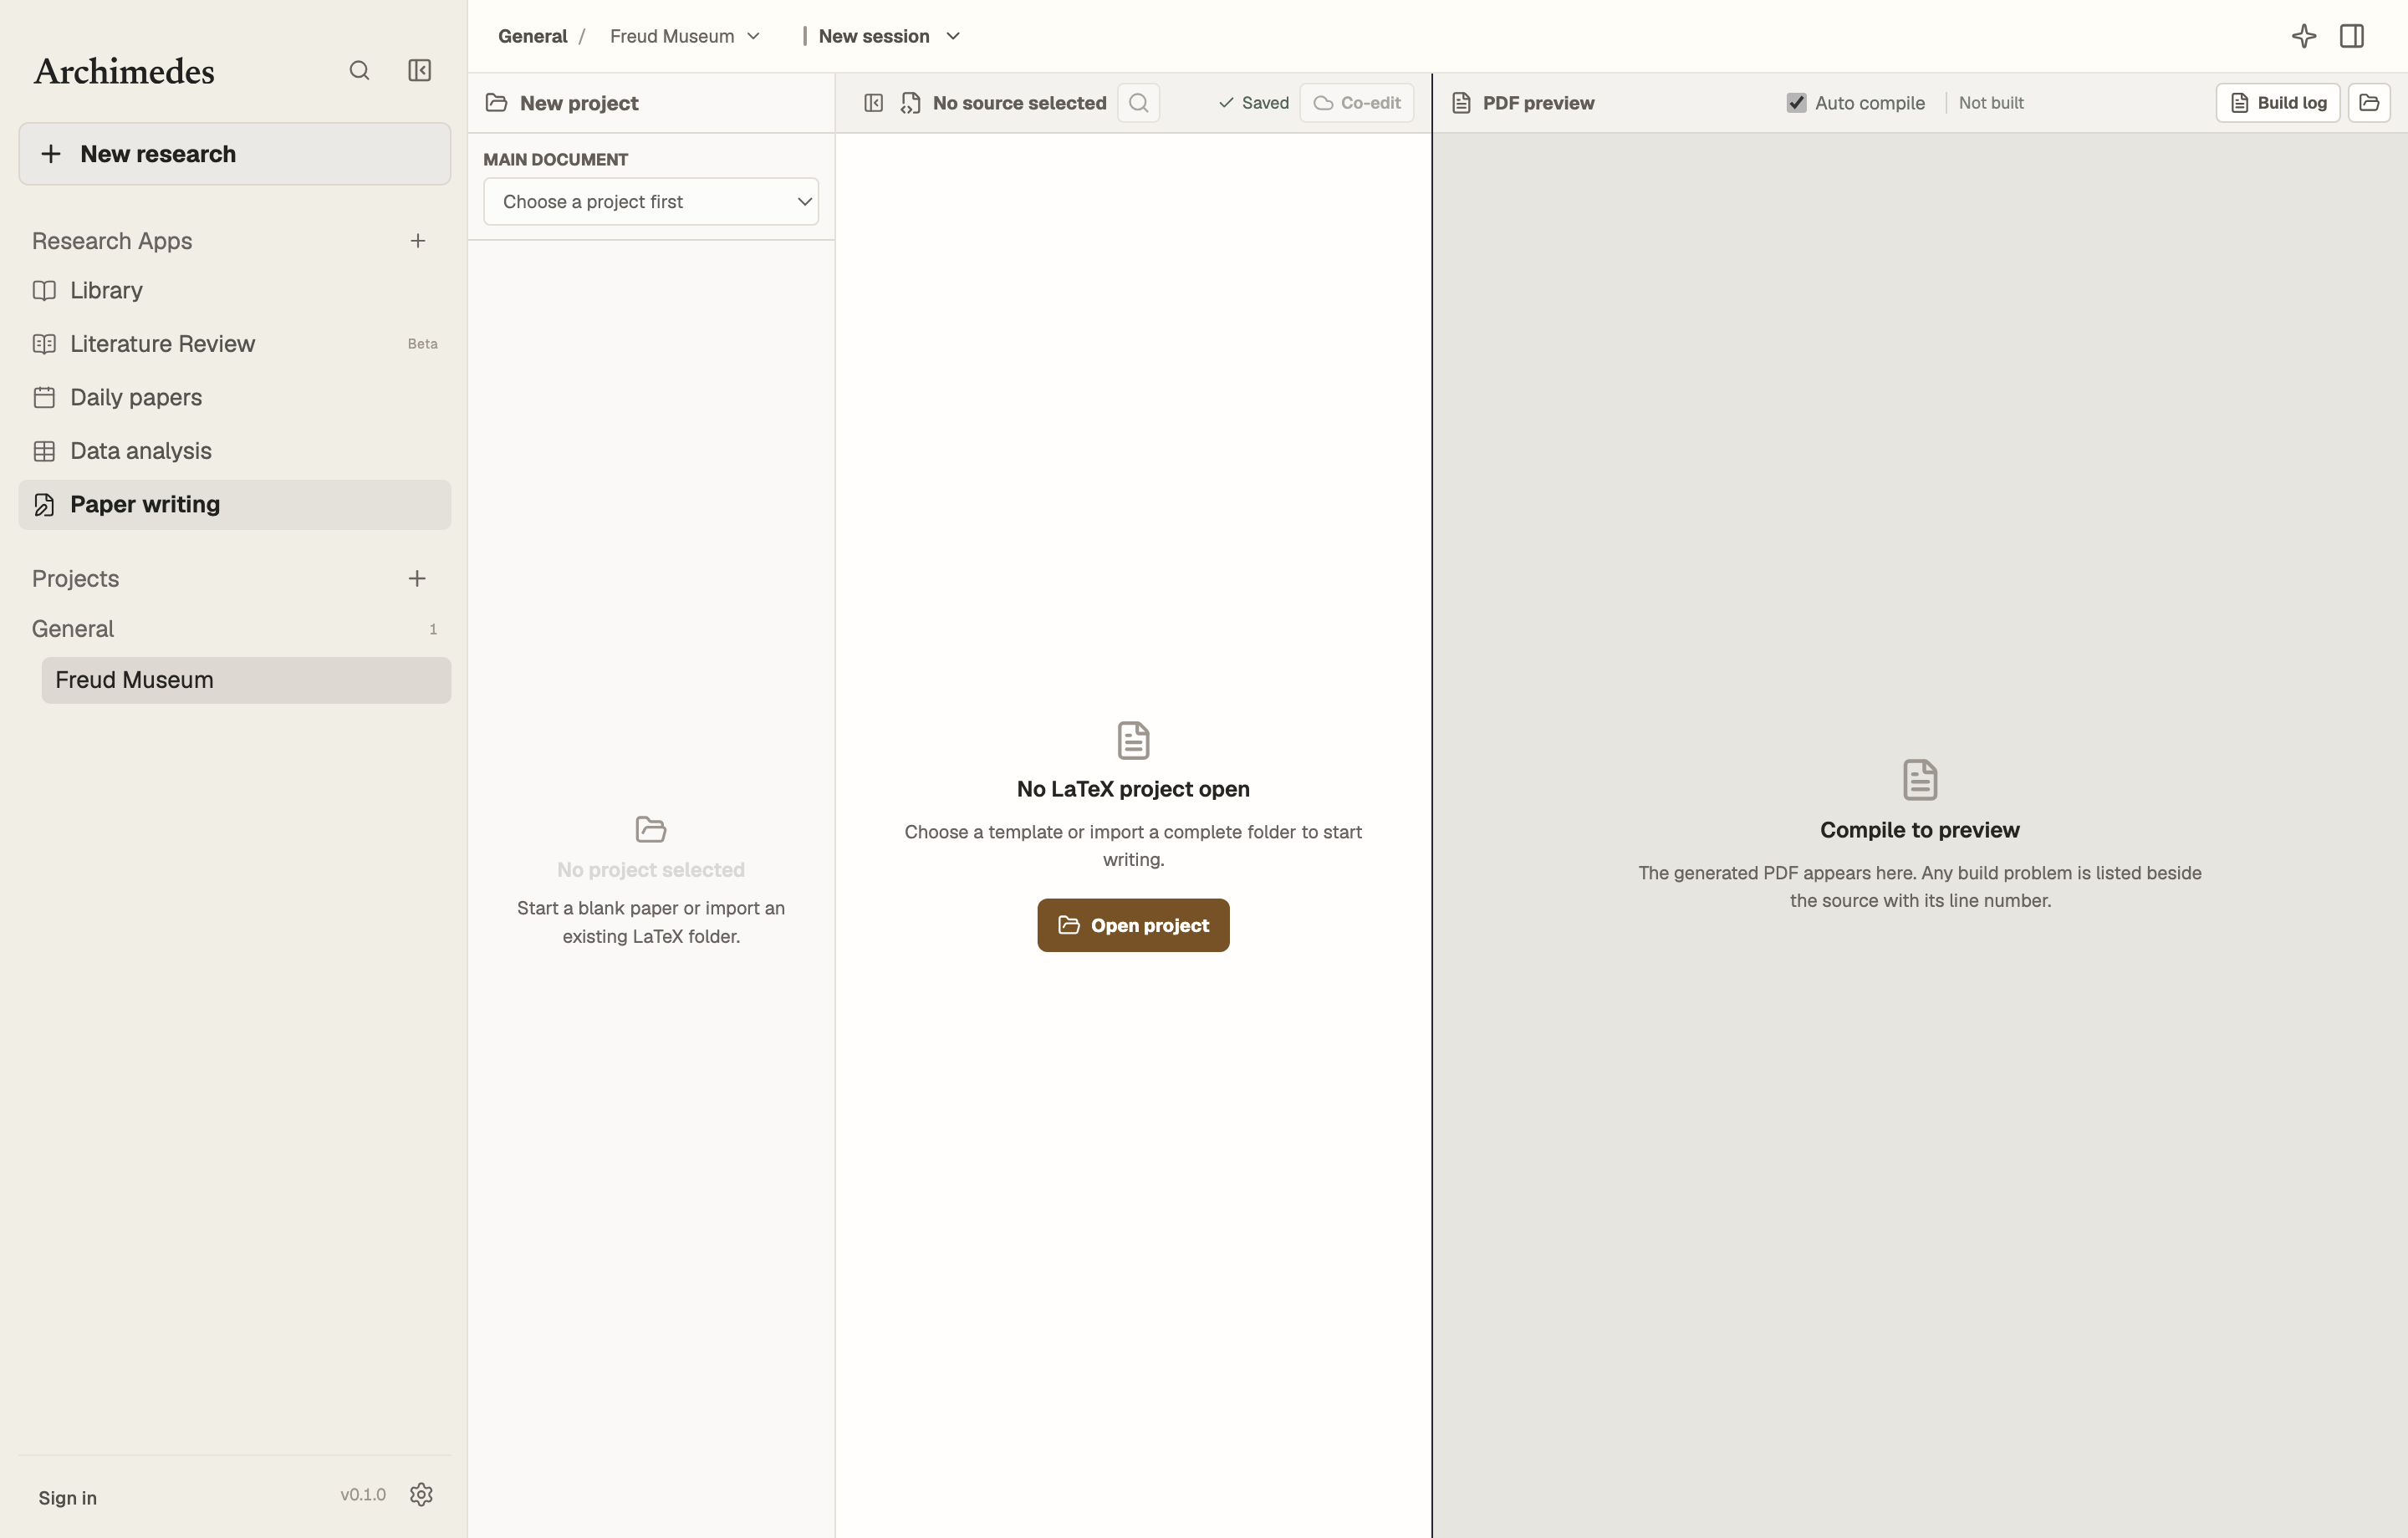 Archimedes
New research
Research Apps
Library
Literature Review Beta
Daily papers
Data analysis
Paper writing
Projects
General 1
Freud Museum
Sign in v0.1.0
General / Freud Museum New session
New project
MAIN DOCUMENT
Choose a project first
No project selected
Start a blank paper or import an
existing LaTeX folder.
No source selected Saved Co-edit
No LaTeX project open
Choose a template or import a complete folder to start
writing.
Open project
PDF preview Auto compile Not built Build log
Compile to preview
The generated PDF appears here. Any build problem is listed beside
the source with its line number.